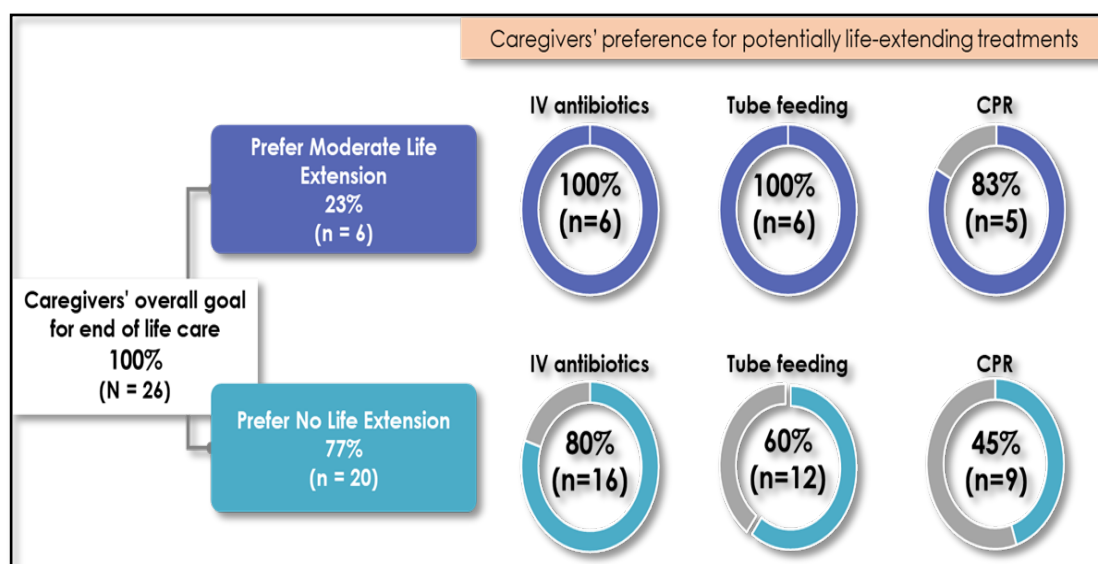 Caregivers' preference for potentially life-extending treatments
IV antibiotics
Tube feeding
CPR
Prefer Moderate Life
Extension
23%
(n = 6)
100%
(n=6)
100%
(n=6)
83%
(n=5)
Caregivers' overall goal
for end of life care
100%
(N = 26)
IV antibiotics
Tube feeding
CPR
Prefer No Life Extension
77%
(n = 20)
80%
(n=16)
60%
(n=12)
45%
(n=9)